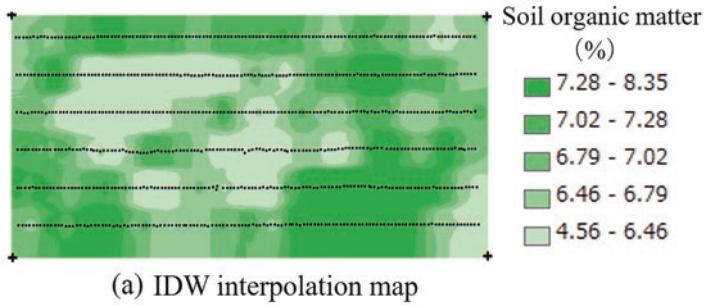 Soil organic matter
(%)
7.28 - 8.35
7.02 - 7.28
6.79 - 7.02
6.46 - 6.79
4.56 - 6.46
(a) IDW interpolation map